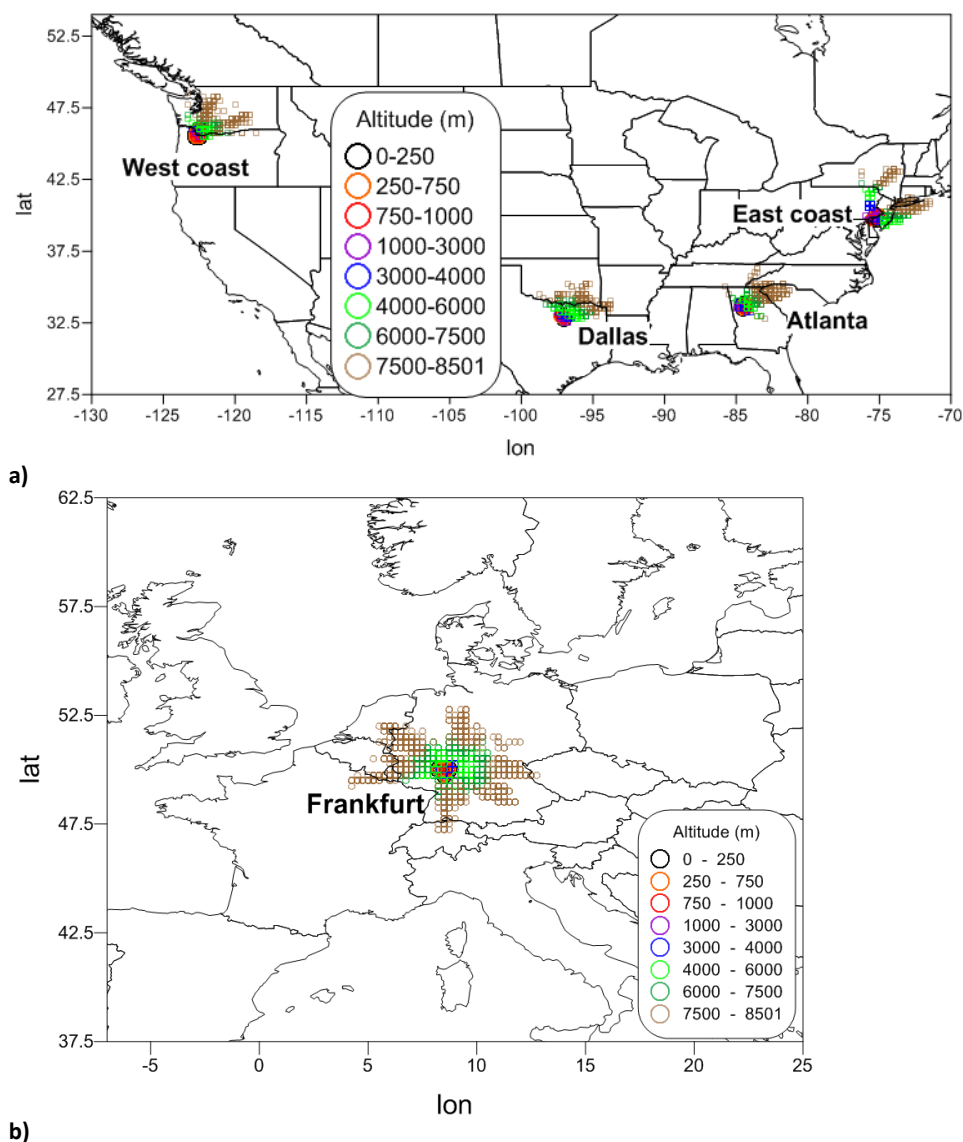 52.5
47.5
42.5
37.5
32.5
27.5
lat
West coast
East coast
Dallas
Atlanta
Altitude (m)
0-250
250-750
750-1000
1000-3000
3000-4000
4000-6000
6000-7500
7500-8501
-130 -125 -120 -115 -110 -105 -100 -95 -90 -85 -80 -75 -70
lon
a)
62.5
57.5
52.5
47.5
42.5
37.5
lat
Frankfurt
Altitude (m)
0 - 250
250 - 750
750 - 1000
1000 - 3000
3000 - 4000
4000 - 6000
6000 - 7500
7500 - 8501
-5 0 5 10 15 20 25
lon
b)